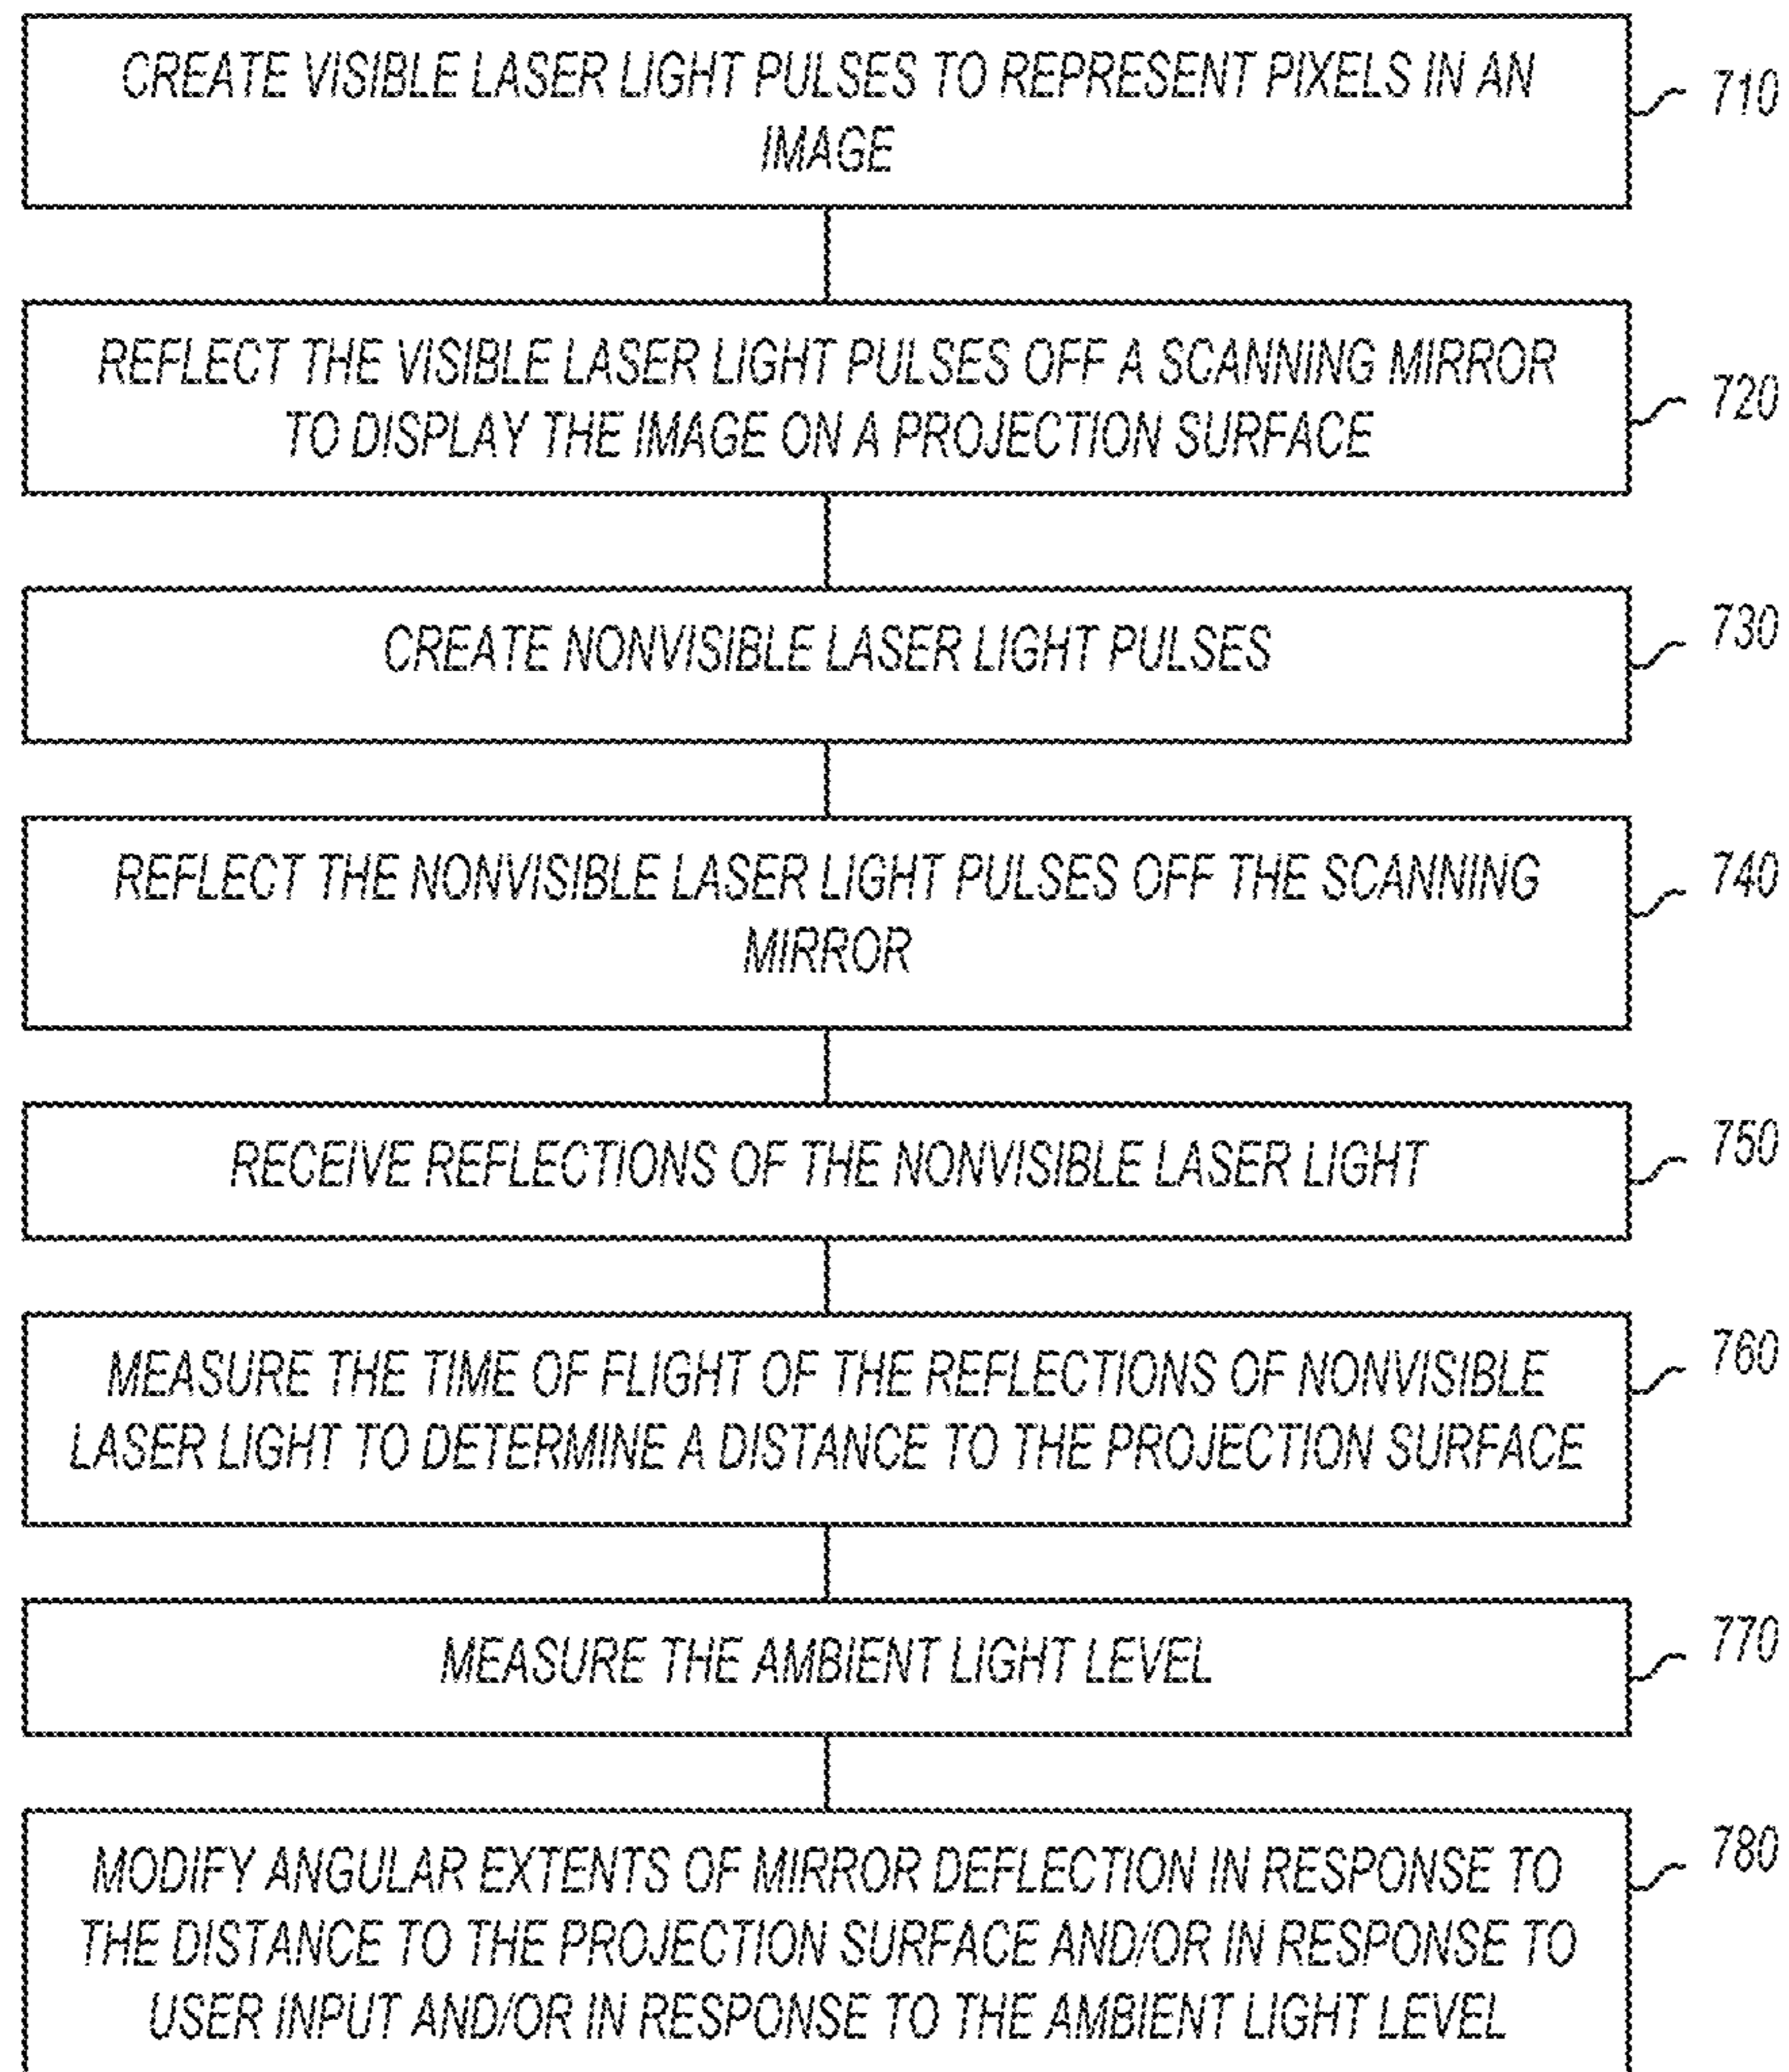 CREATE VISIBLE LASER LIGHT PULSES TO REPRESENT PIXELS IN AN
IMAGE
710
REFLECT THE VISIBLE LASER LIGHT PULSES OFF A SCANNING MIRROR
TO DISPLAY THE IMAGE ON A PROJECTION SURFACE
720
CREATE NONVISIBLE LASER LIGHT PULSES
730
REFLECT THE NONVISIBLE LASER LIGHT PULSES OFF THE SCANNING
MIRROR
740
RECEIVE REFLECTIONS OF THE NONVISIBLE LASER LIGHT
750
MEASURE THE TIME OF FLIGHT OF THE REFLECTIONS OF NONVISIBLE
LASER LIGHT TO DETERMINE A DISTANCE TO THE PROJECTION SURFACE
760
MEASURE THE AMBIENT LIGHT LEVEL
770
MODIFY ANGULAR EXTENTS OF MIRROR DEFLECTION IN RESPONSE TO
THE DISTANCE TO THE PROJECTION SURFACE AND/OR IN RESPONSE TO
USER INPUT AND/OR IN RESPONSE TO THE AMBIENT LIGHT LEVEL
780